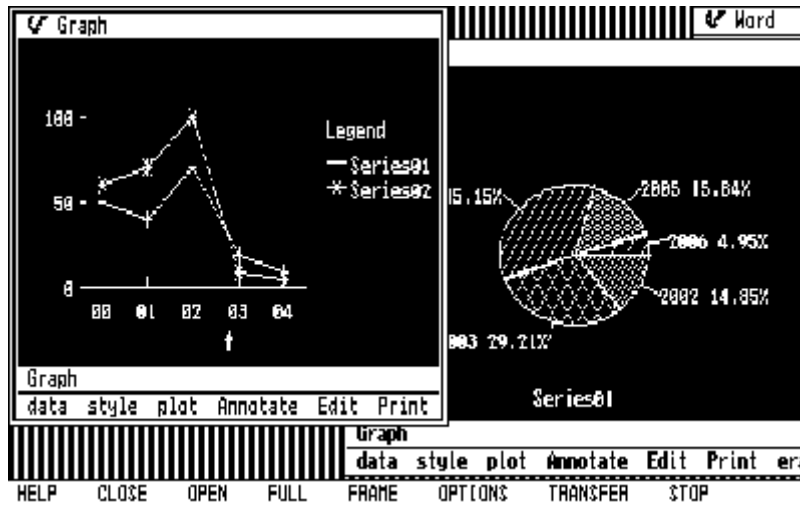 Graph
Word
100
50
0
00 01 02 03 04
t
Legend
Series01
Series02
Graph
data style plot Annotate Edit Print
5.15%
2005 15.84%
2006 4.95%
2002 14.85%
003 29.21%
Series01
Graph
data style plot Annotate Edit Print era
HELP CLOSE OPEN FULL FRAME OPTIONS TRANSFER STOP